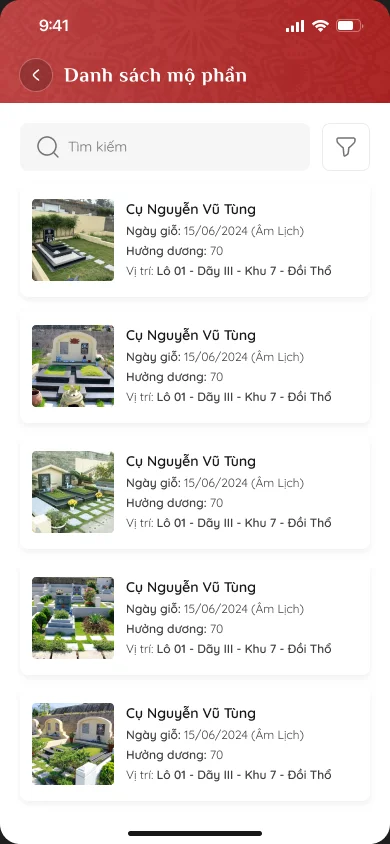 9:41
Danh sách mộ phần
Tìm kiếm
Cụ Nguyễn Vũ Tùng
Ngày giỗ: 15/06/2024 (Âm Lịch)
Hưởng dương: 70
Vị trí: Lô 01 - Dãy III - Khu 7 - Đồi Thổ
Cụ Nguyễn Vũ Tùng
Ngày giỗ: 15/06/2024 (Âm Lịch)
Hưởng dương: 70
Vị trí: Lô 01 - Dãy III - Khu 7 - Đồi Thổ
Cụ Nguyễn Vũ Tùng
Ngày giỗ: 15/06/2024 (Âm Lịch)
Hưởng dương: 70
Vị trí: Lô 01 - Dãy III - Khu 7 - Đồi Thổ
Cụ Nguyễn Vũ Tùng
Ngày giỗ: 15/06/2024 (Âm Lịch)
Hưởng dương: 70
Vị trí: Lô 01 - Dãy III - Khu 7 - Đồi Thổ
Cụ Nguyễn Vũ Tùng
Ngày giỗ: 15/06/2024 (Âm Lịch)
Hưởng dương: 70
Vị trí: Lô 01 - Dãy III - Khu 7 - Đồi Thổ